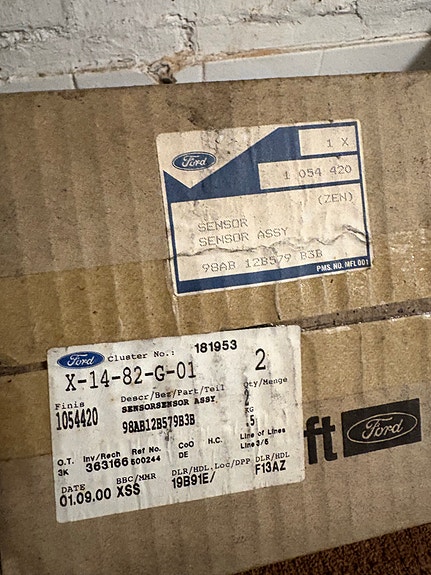 Ford
1 X
1 054 420
(ZEN)
SENSOR
SENSOR ASSY
98AB 12B579 B3B
PMS. NO. MFL 001
Ford Cluster No.: 181953
X-14-82-G-01 2
Finis Descr/Bez/Part/Teil Qty/Menge
1054420 SENSORSENSOR ASSY 2
98AB12B579B3B KG
.5
O.T. Inv/Rech Ref No. CoO H.C. Line of Lines
3K 363166 500244 DE Line 3/5
DATE BBC/MMR DLR/HDL.Loc/DPP DLR/HDL
01.09.00 XSS 19B91E/ F13AZ
ft Ford